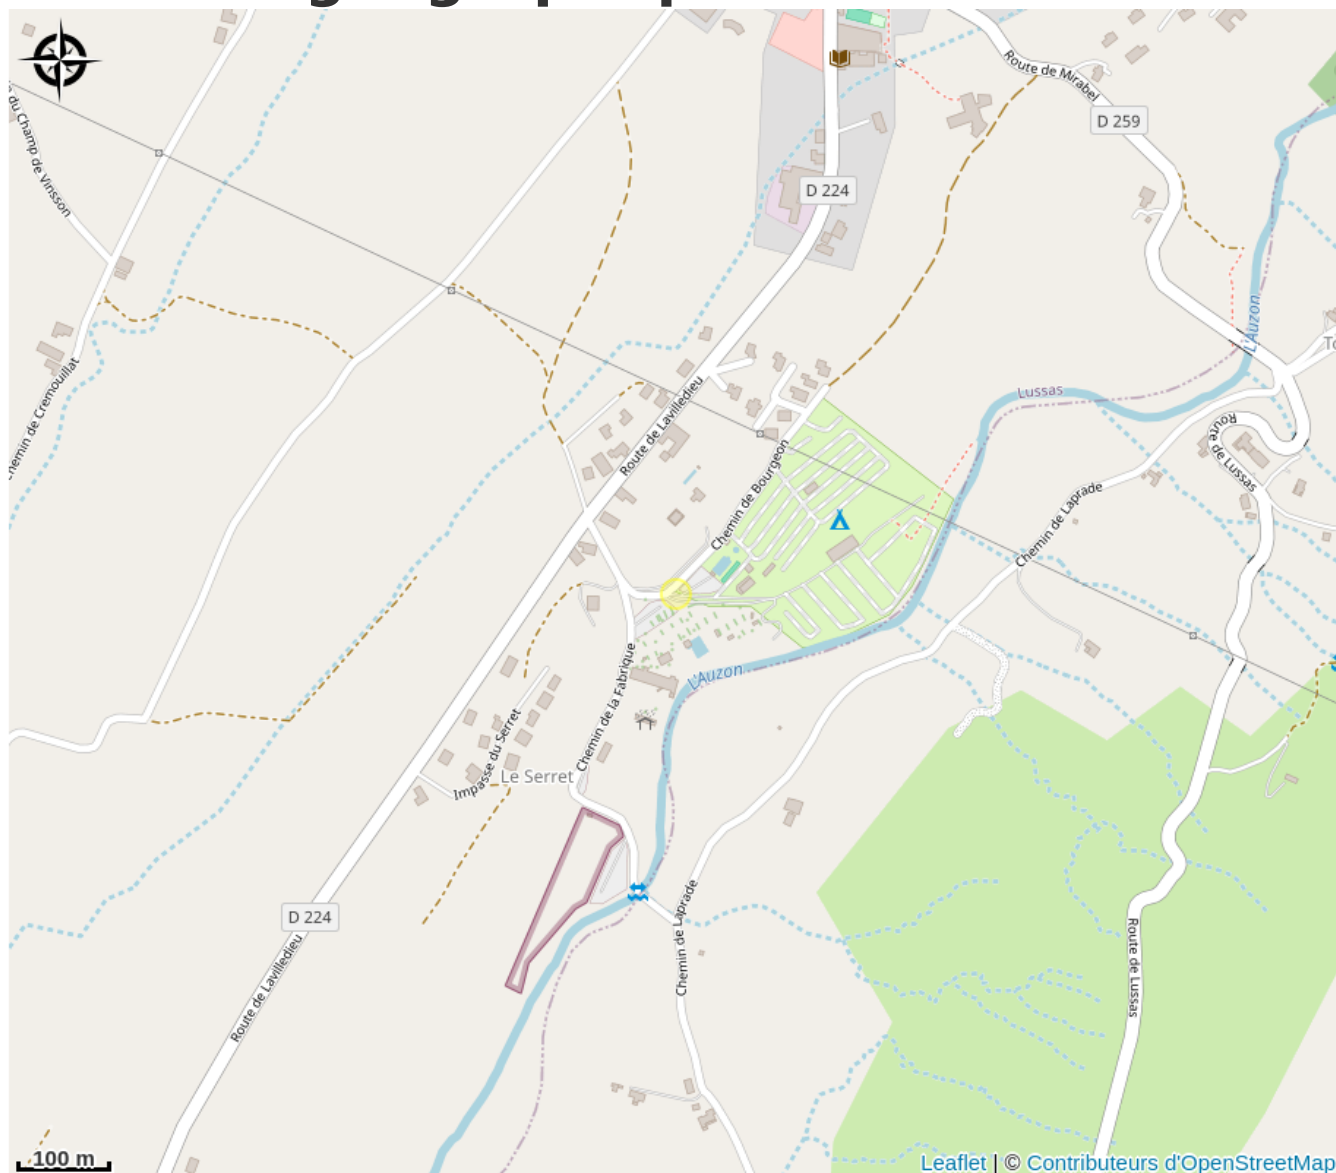 Route de Mirabel
D 259
du Champ de Vinsson
D 224
L'Auzon
Lussas
Chemin de Cremouillat
Route de Lavilledieu
Route de Lussas
Chemin de Bourgeon
Chemin de Laprade
L'Auzon
Chemin de la Fabrique
Impasse du Serret
Le Serret
Chemin de Laprade
D 224
Route de Lavilledieu
Route de Lussas
100 m
Leaflet | © Contributeurs d'OpenStreetMap